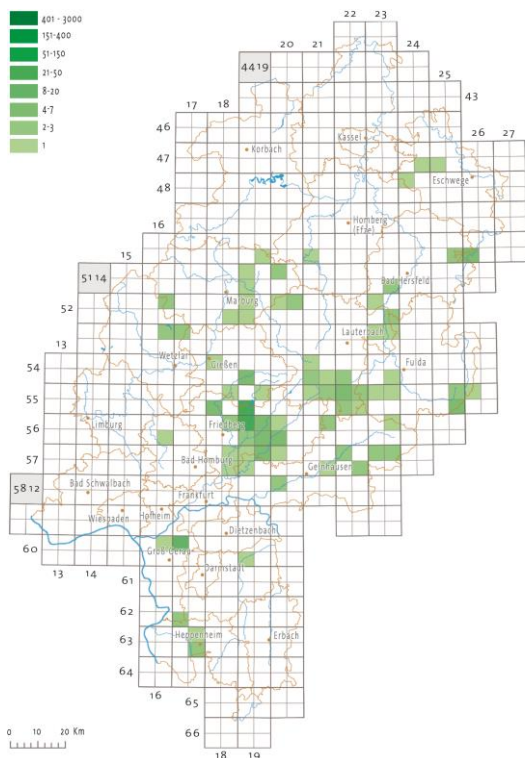 401 - 3000
151-400
51-150
21-50
8-20
4-7
2-3
1
22 23
20 21
24
4419
25
43
17 18
46
Kassel
Korbach
26 27
47
Eschwege
48
Homberg
(Efze)
16
15
5114
Bad Hersfeld
Marburg
52
Lauterbach
13
Wetzlar
Gießen
54
Fulda
55
Limburg
56
Friedberg
57
Bad Homburg
Gelnhausen
5812
Bad Schwalbach
Frankfurt
Wiesbaden
Hofheim
Dietzenbach
60
Groß-Gerau
13 14
Darmstadt
61
62
63
Heppenheim
Erbach
64
16
65
66
0 10 20 Km
18 19